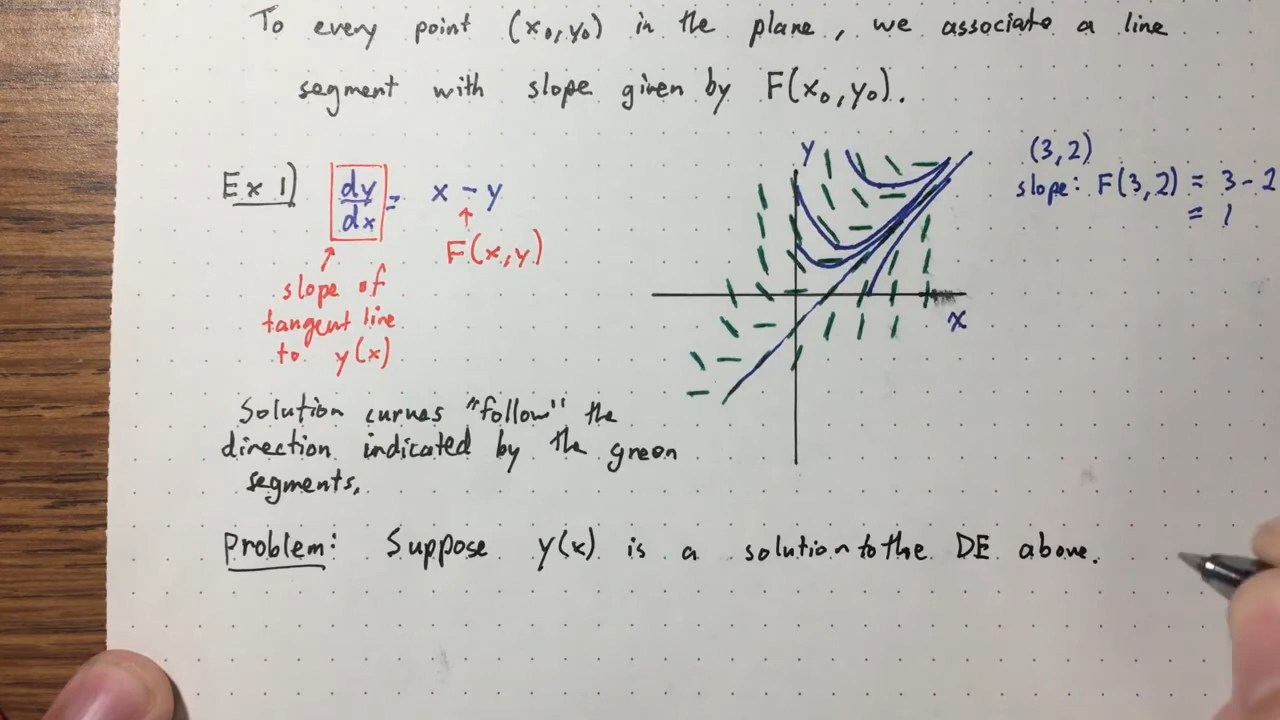 To every point (x₀,y₀) in the plane, we associate a line
segment with slope given by F(x₀,y₀).
Ex 1) dy/dx = x - y
F(x,y)
slope of
tangent line
to y(x)
y
x
(3,2)
slope: F(3,2) = 3-2
= 1
Solution curves "follow" the
direction indicated by the green
segments.
Problem: Suppose y(x) is a solution to the DE above.